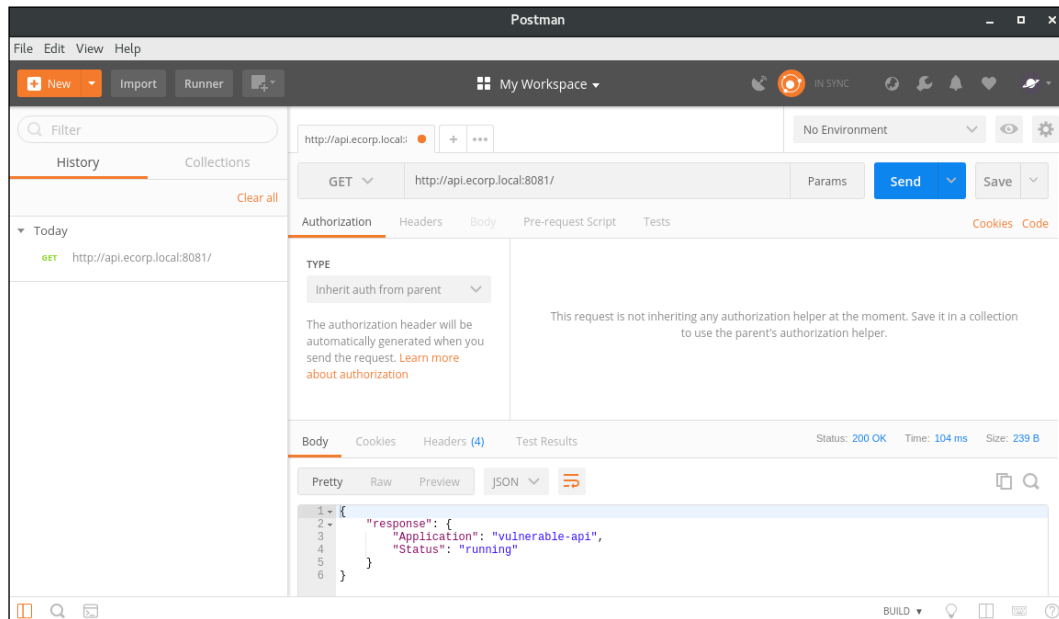 Postman
File Edit View Help
New Import Runner My Workspace IN SYNC
Filter
History Collections
Clear all
Today
GET http://api.ecorp.local:8081/
http://api.ecorp.local: + ••• No Environment
GET http://api.ecorp.local:8081/ Params Send Save
Authorization Headers Body Pre-request Script Tests Cookies Code
TYPE
Inherit auth from parent
The authorization header will be
automatically generated when you
send the request. Learn more
about authorization
This request is not inheriting any authorization helper at the moment. Save it in a collection
to use the parent's authorization helper.
Body Cookies Headers (4) Test Results Status: 200 OK Time: 104 ms Size: 239 B
Pretty Raw Preview JSON
1 {
2 "response": {
3 "Application": "vulnerable-api",
4 "Status": "running"
5 }
6 }
BUILD